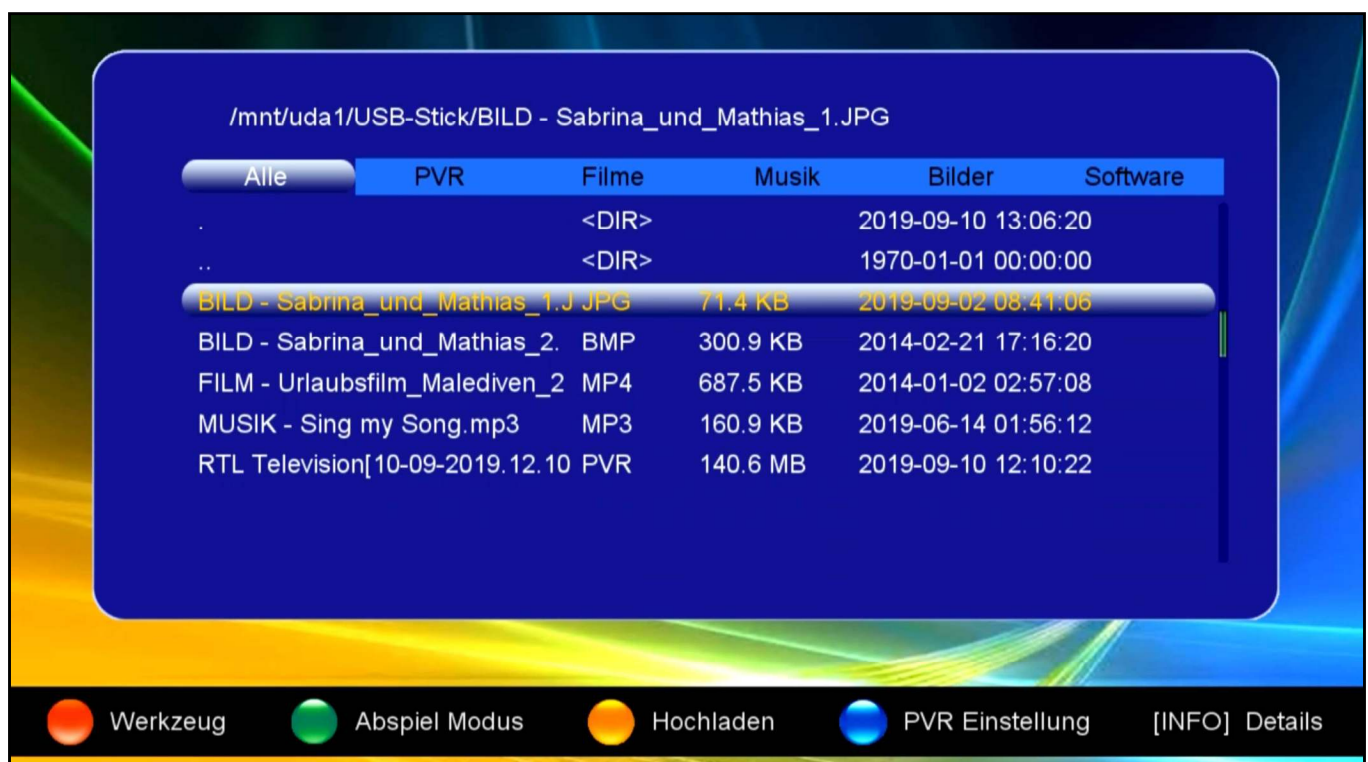 /mnt/uda1/USB-Stick/BILD - Sabrina_und_Mathias_1.JPG
Alle PVR Filme Musik Bilder Software
. <DIR> 2019-09-10 13:06:20
.. <DIR> 1970-01-01 00:00:00
BILD - Sabrina_und_Mathias_1.J JPG 71.4 KB 2019-09-02 08:41:06
BILD - Sabrina_und_Mathias_2. BMP 300.9 KB 2014-02-21 17:16:20
FILM - Urlaubsfilm_Malediven_2 MP4 687.5 KB 2014-01-02 02:57:08
MUSIK - Sing my Song.mp3 MP3 160.9 KB 2019-06-14 01:56:12
RTL Television[10-09-2019.12.10 PVR 140.6 MB 2019-09-10 12:10:22
Werkzeug Abspiel Modus Hochladen PVR Einstellung [INFO] Details